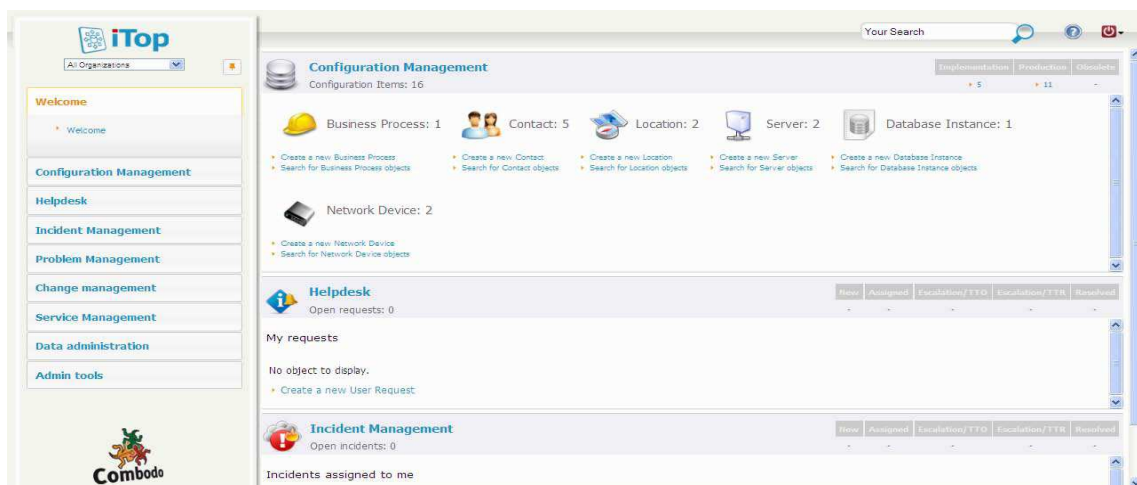 iTop
All Organizations
Welcome
Welcome
Configuration Management
Helpdesk
Incident Management
Problem Management
Change management
Service Management
Data administration
Admin tools
Combodo
Your Search
Configuration Management
Configuration Items: 16
Implementation Production Obsolete
5 11 -
Business Process: 1 Contact: 5 Location: 2 Server: 2 Database Instance: 1
Create a new Business Process Create a new Contact Create a new Location Create a new Server Create a new Database Instance
Search for Business Process objects Search for Contact objects Search for Location objects Search for Server objects Search for Database Instance objects
Network Device: 2
Create a new Network Device
Search for Network Device objects
Helpdesk
Open requests: 0
New Assigned Escalation/TTO Escalation/TTR Resolved
- - - - -
My requests
No object to display.
Create a new User Request
Incident Management
Open incidents: 0
New Assigned Escalation/TTO Escalation/TTR Resolved
- - - - -
Incidents assigned to me